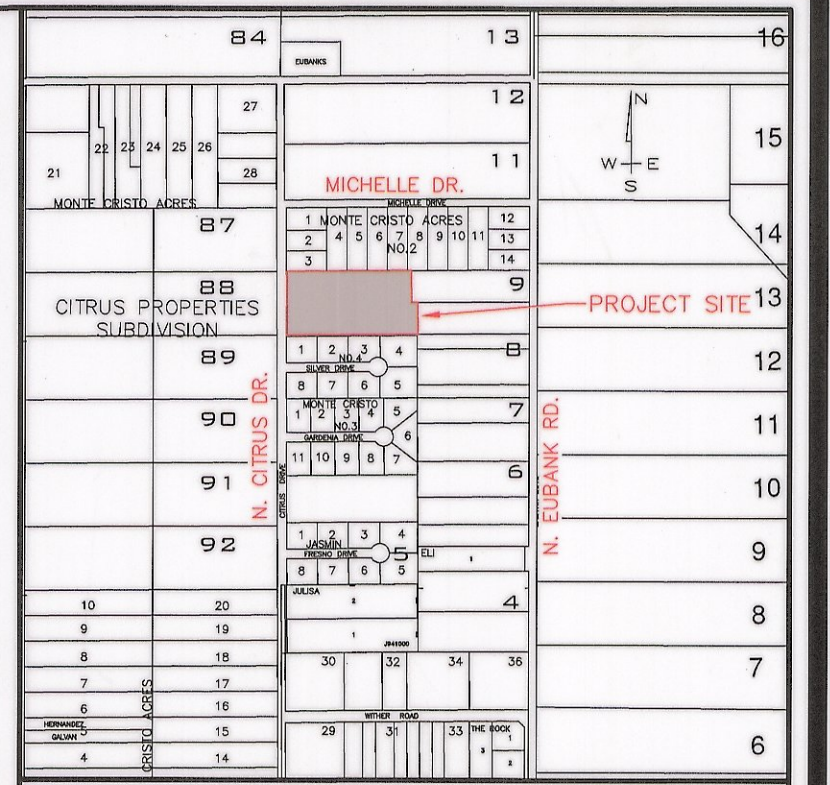 84
13
16
EUBANKS
27
12
N
15
22 23 24 25 26
W E
S
21
28
11
MICHELLE DR.
MONTE CRISTO ACRES
MICHELLE DRIVE
87
1 MONTE CRISTO ACRES 12
2 4 5 6 7 8 9 10 11 13
NO.2
3 14
14
88
9
13
CITRUS PROPERTIES
SUBDIVISION
PROJECT SITE
89
1 2 3 4
NO.4
SILVER DRIVE
8 7 6 5
8
12
N. CITRUS DR.
CITRUS DRIVE
90
MONTE CRISTO
1 2 3 4 5
NO.3
6
GARDENIA DRIVE
11 10 9 8 7
7
11
N. EUBANK RD.
91
6
10
92
1 2 3 4
JASMIN
FRESNO DRIVE
8 7 6 5
5
ELI
1
9
10 20
JULISA
2
4
8
9 19
1
J941000
8 18
30 32 34 36
7
7 17
6 16
CRISTO ACRES
WITHER ROAD
HERNANDEZ
5 15
GALVAN
29 31 33
THE ROCK
1
3
2
6
4 14